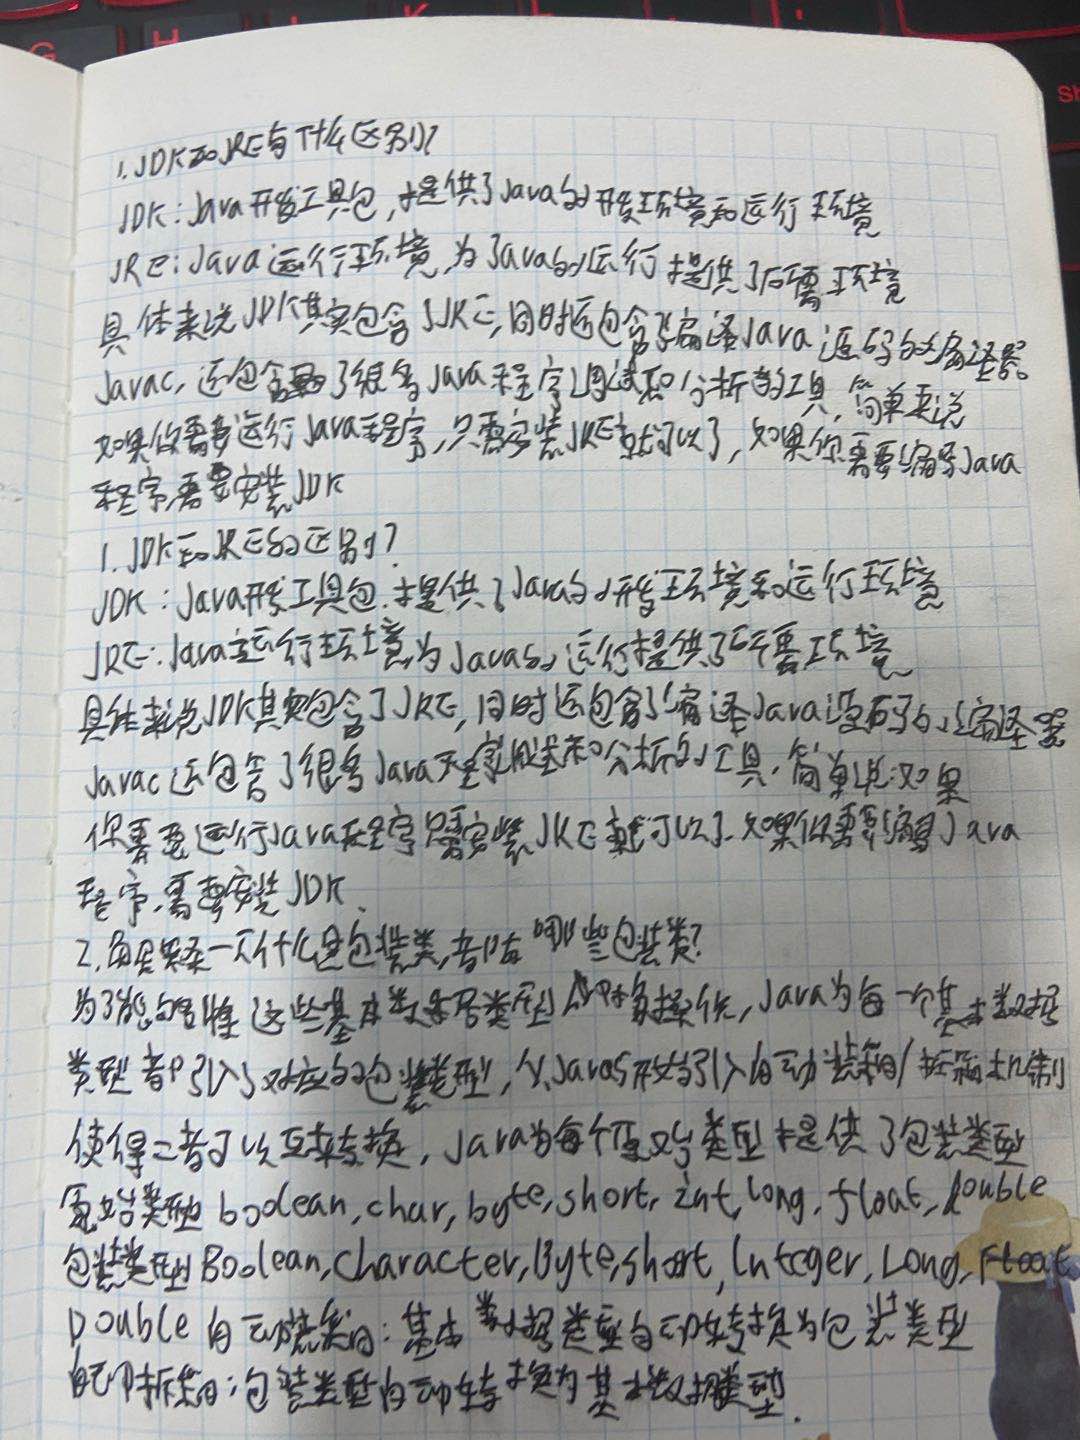 1.JDK和JRE有什么区别?
JDK:Java开发工具包,提供了Java的开发环境和运行环境
JRE:Java运行环境,为Java的运行提供了所需环境
具体来说JDK其实包含了JRE,同时还包含了编译Java源码的编译器
Javac,还包含了很多Java程序调试和分析的工具,简单来说
如果你需要运行Java程序,只需安装JRE就可以了,如果你需要编写Java
程序,需要安装JDK
1.JDK和JRE的区别?
JDK:Java开发工具包.提供了Java的开发环境和运行环境
JRE:Java运行环境,为Java的运行提供了所需要环境
具体来说JDK其实包含了JRE,同时还包含了编译Java源码的编译器
Javac还包含了很多Java程序调试和分析的工具,简单说:如果
你需要运行Java程序只需安装JRE就可以了.如果你需要编写Java
程序,需要安装JDK.
2.解释一下什么是包装类,都有哪些包装类?
为了能够将这些基本数据类型当对象操作,Java为每一个基本数据
类型都引入了对应的包装类型,从Java5开始引入自动装箱/拆箱机制
使得二者可以互相转换,Java为每个原始类型提供了包装类型
原始类型boolean,char,byte,short,int,long,float,double
包装类型Boolean,Character,Byte,short,Integer,Long,Float
Double 自动装箱:基本数据类型自动转换为包装类型
自动拆箱:包装类型自动转换为基本数据类型.